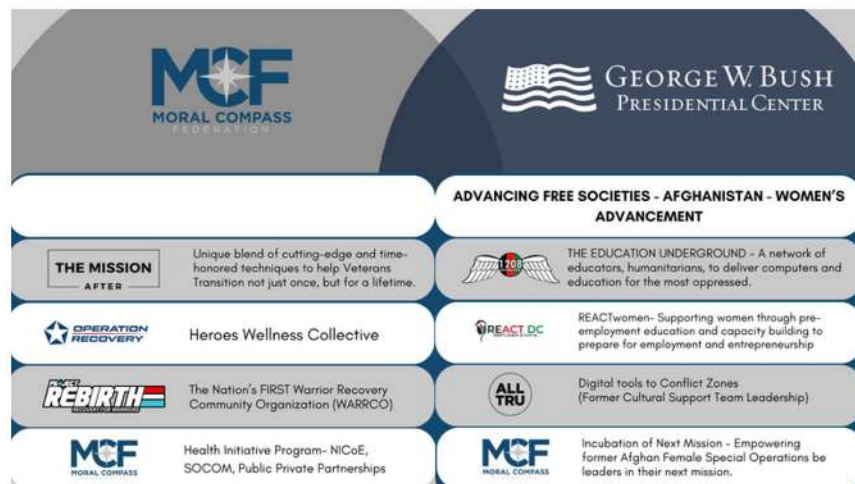 MCF
MORAL COMPASS
FEDERATION
GEORGE W. BUSH
PRESIDENTIAL CENTER
ADVANCING FREE SOCIETIES - AFGHANISTAN - WOMEN'S
ADVANCEMENT
THE MISSION
AFTER
Unique blend of cutting-edge and time-
honored techniques to help Veterans
Transition not just once, but for a lifetime.
1208
THE EDUCATION UNDERGROUND - A network of
educators, humanitarians, to deliver computers and
education for the most oppressed.
OPERATION
RECOVERY
Heroes Wellness Collective
REACT DC
REACTwomen- Supporting women through pre-
employment education and capacity building to
prepare for employment and entrepreneurship
PROJECT
REBIRTH
RECOVERY FOR WARRIORS
The Nation's FIRST Warrior Recovery
Community Organization (WARRCO)
ALL
TRU
Digital tools to Conflict Zones
(Former Cultural Support Team Leadership)
MCF
MORAL COMPASS
Health Initiative Program- NICoE,
SOCOM, Public Private Partnerships
MCF
MORAL COMPASS
Incubation of Next Mission - Empowering
former Afghan Female Special Operations be
leaders in their next mission.